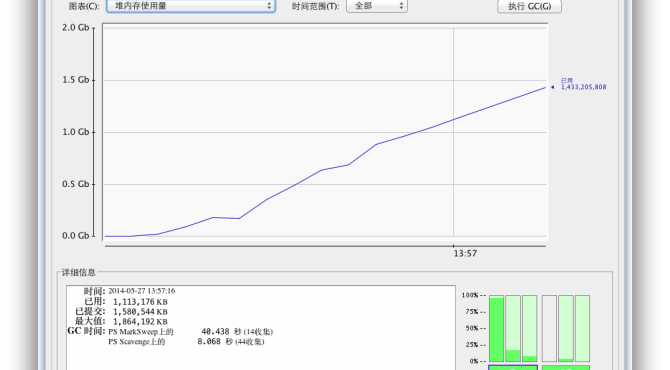 图表(C): 堆内存使用量 时间范围(T): 全部 执行 GC(G)
2.0 Gb
1.5 Gb
已用
1,433,205,808
1.0 Gb
0.5 Gb
0.0 Gb
13:57
详细信息
时间: 2014-05-27 13:57:16
已用: 1,113,176 KB
已提交: 1,580,544 KB
最大值: 1,864,192 KB
GC 时间: PS MarkSweep上的 40.438 秒 (14收集)
PS Scavenge上的 8.068 秒 (44收集)
100% --
75% --
50% --
25% --
0% --